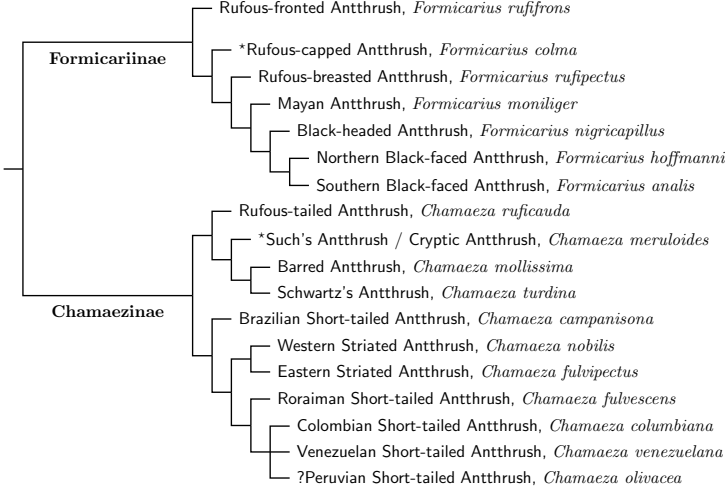 Rufous-fronted Antthrush, Formicarius rufifrons
Formicariinae
*Rufous-capped Antthrush, Formicarius colma
Rufous-breasted Antthrush, Formicarius rufipectus
Mayan Antthrush, Formicarius moniliger
Black-headed Antthrush, Formicarius nigricapillus
Northern Black-faced Antthrush, Formicarius hoffmanni
Southern Black-faced Antthrush, Formicarius analis
Rufous-tailed Antthrush, Chamaeza ruficauda
*Such's Antthrush / Cryptic Antthrush, Chamaeza meruloides
Barred Antthrush, Chamaeza mollissima
Schwartz's Antthrush, Chamaeza turdina
Chamaezinae
Brazilian Short-tailed Antthrush, Chamaeza campanisona
Western Striated Antthrush, Chamaeza nobilis
Eastern Striated Antthrush, Chamaeza fulvipectus
Roraiman Short-tailed Antthrush, Chamaeza fulvescens
Colombian Short-tailed Antthrush, Chamaeza columbiana
Venezuelan Short-tailed Antthrush, Chamaeza venezuelana
?Peruvian Short-tailed Antthrush, Chamaeza olivacea